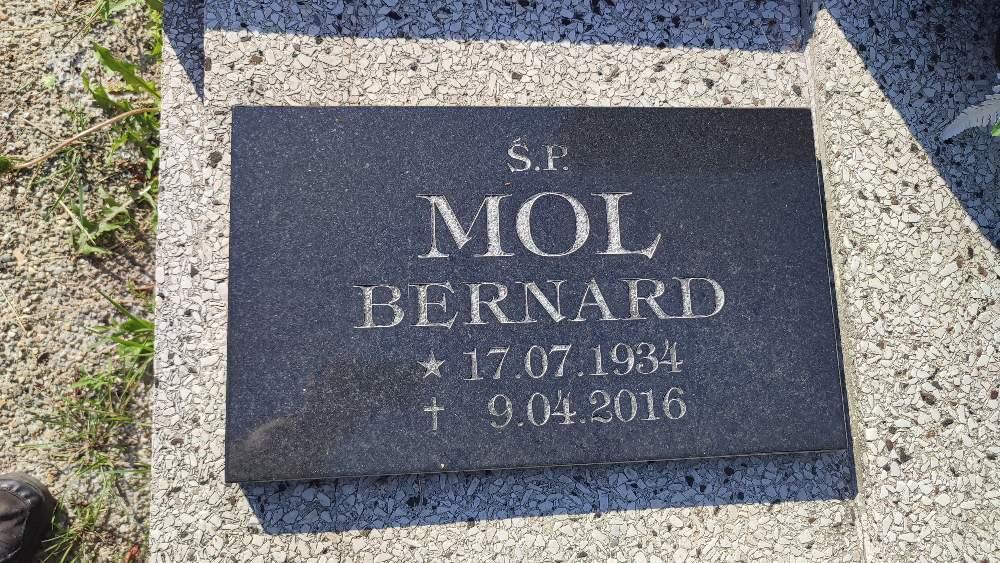 Ś.P.
MOL
BERNARD
★ 17.07.1934
† 9.04.2016